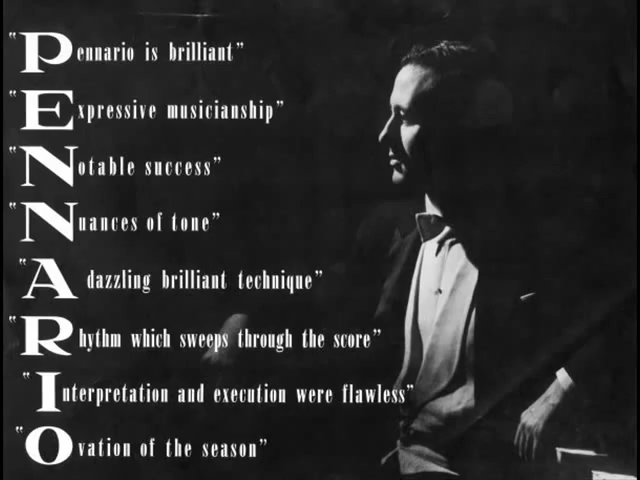 "Pennario is brilliant"
"Expressive musicianship"
"Notable success"
"Nuances of tone"
"A dazzling brilliant technique"
"Rhythm which sweeps through the score"
"Interpretation and execution were flawless"
"Ovation of the season"